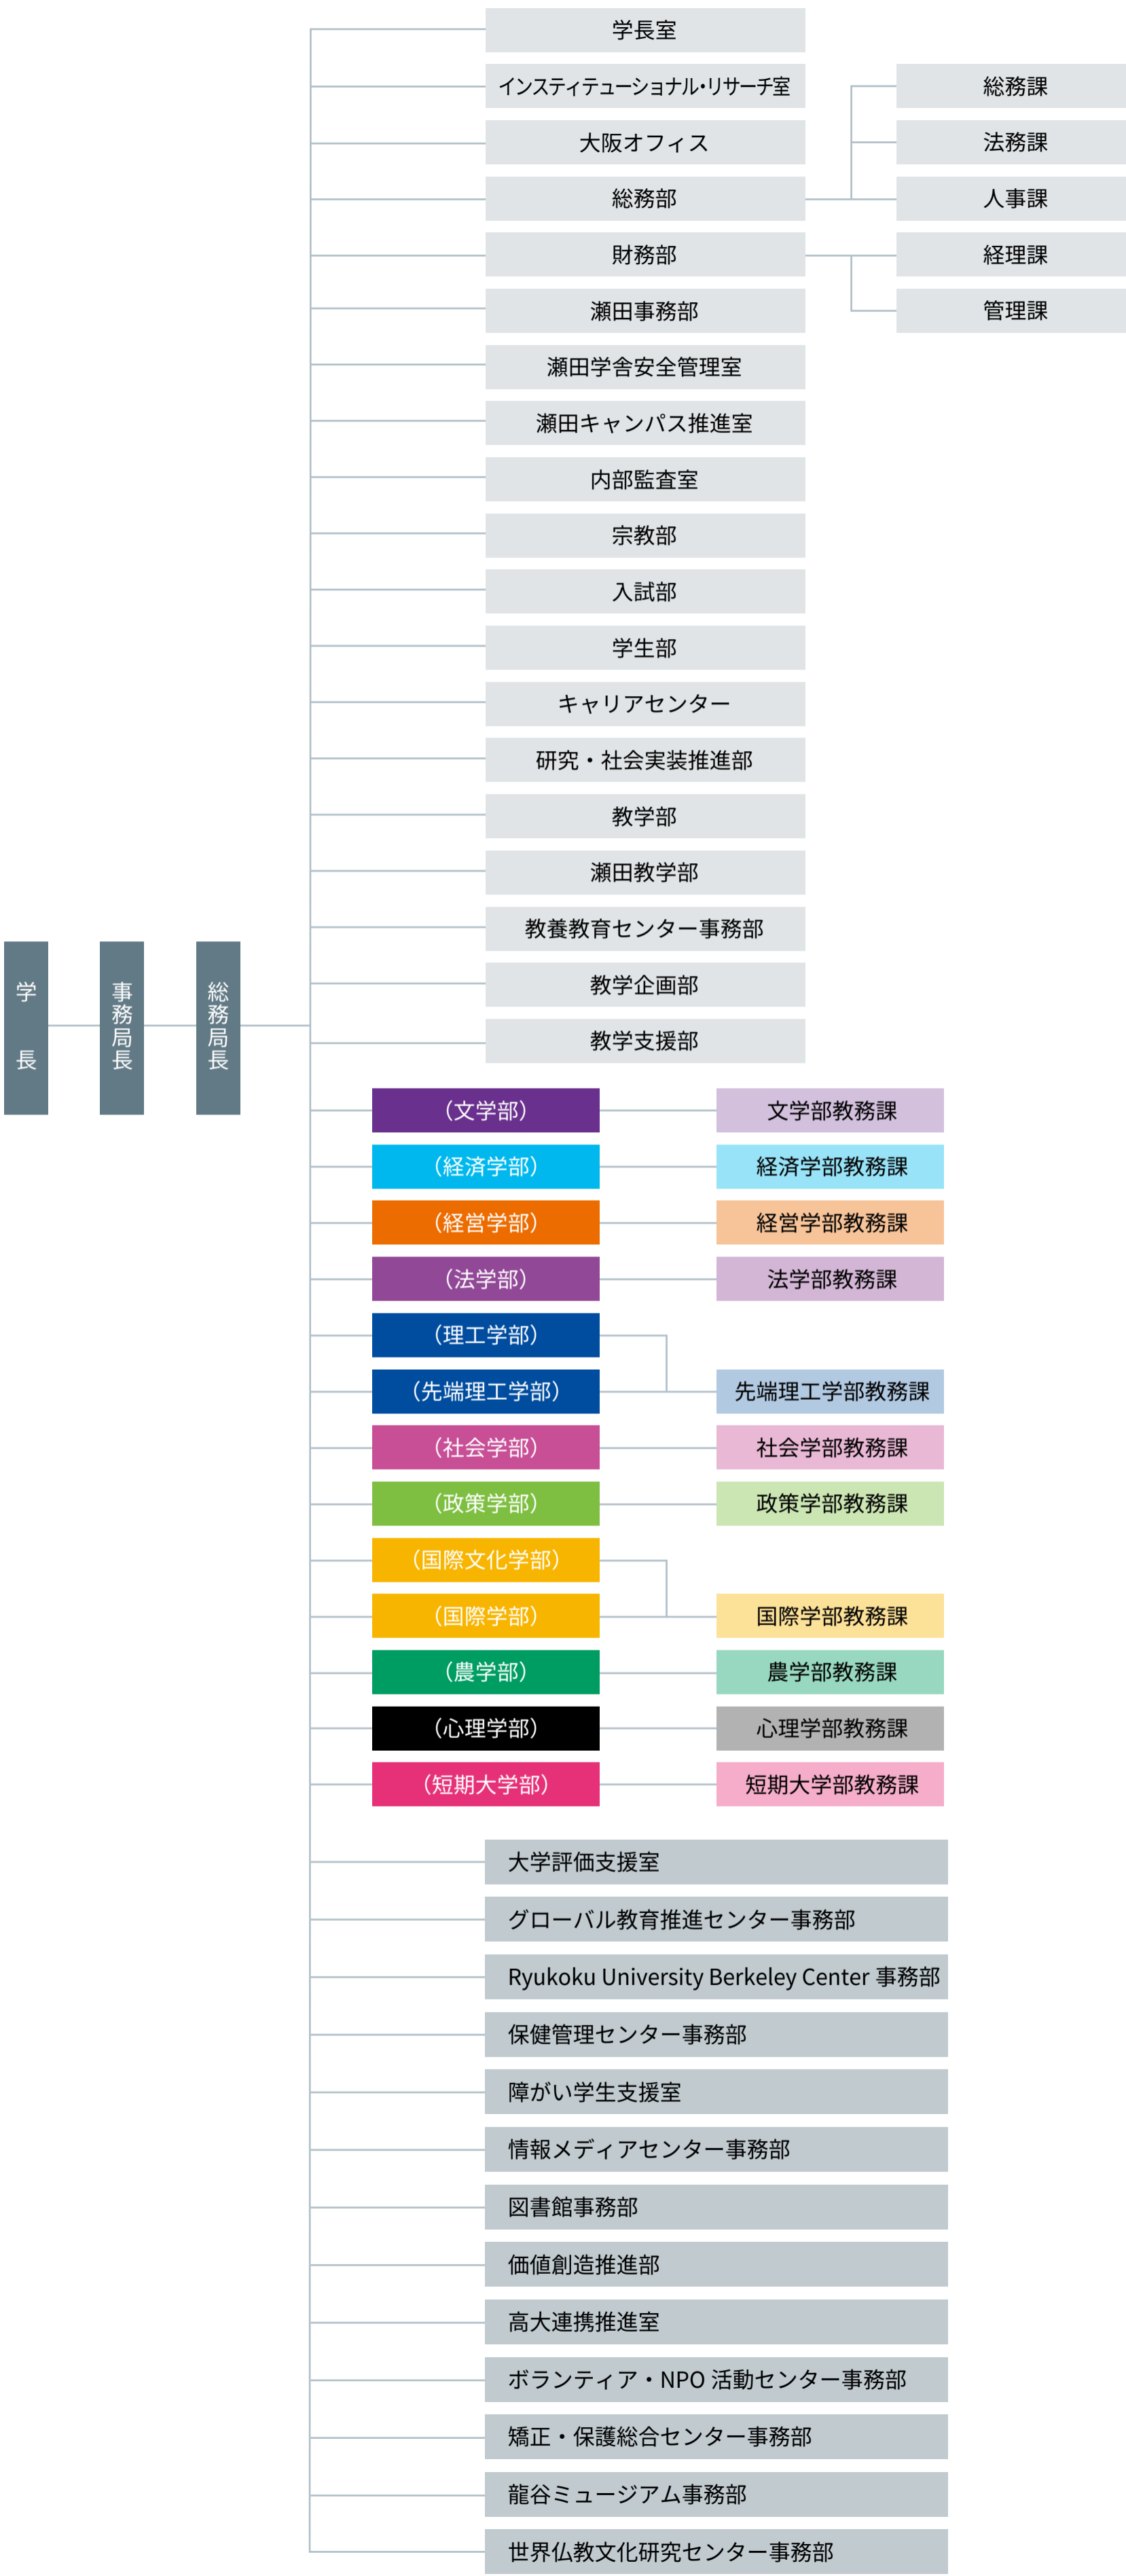 学長
事務局長
総務局長
学長室
インスティテューショナル・リサーチ室
大阪オフィス
総務部
総務課
法務課
人事課
財務部
経理課
管理課
瀬田事務部
瀬田学舎安全管理室
瀬田キャンパス推進室
内部監査室
宗教部
入試部
学生部
キャリアセンター
研究・社会実装推進部
教学部
瀬田教学部
教養教育センター事務部
教学企画部
教学支援部
（文学部）
文学部教務課
（経済学部）
経済学部教務課
（経営学部）
経営学部教務課
（法学部）
法学部教務課
（理工学部）
（先端理工学部）
先端理工学部教務課
（社会学部）
社会学部教務課
（政策学部）
政策学部教務課
（国際文化学部）
（国際学部）
国際学部教務課
（農学部）
農学部教務課
（心理学部）
心理学部教務課
（短期大学部）
短期大学部教務課
大学評価支援室
グローバル教育推進センター事務部
Ryukoku University Berkeley Center 事務部
保健管理センター事務部
障がい学生支援室
情報メディアセンター事務部
図書館事務部
価値創造推進部
高大連携推進室
ボランティア・NPO 活動センター事務部
矯正・保護総合センター事務部
龍谷ミュージアム事務部
世界仏教文化研究センター事務部